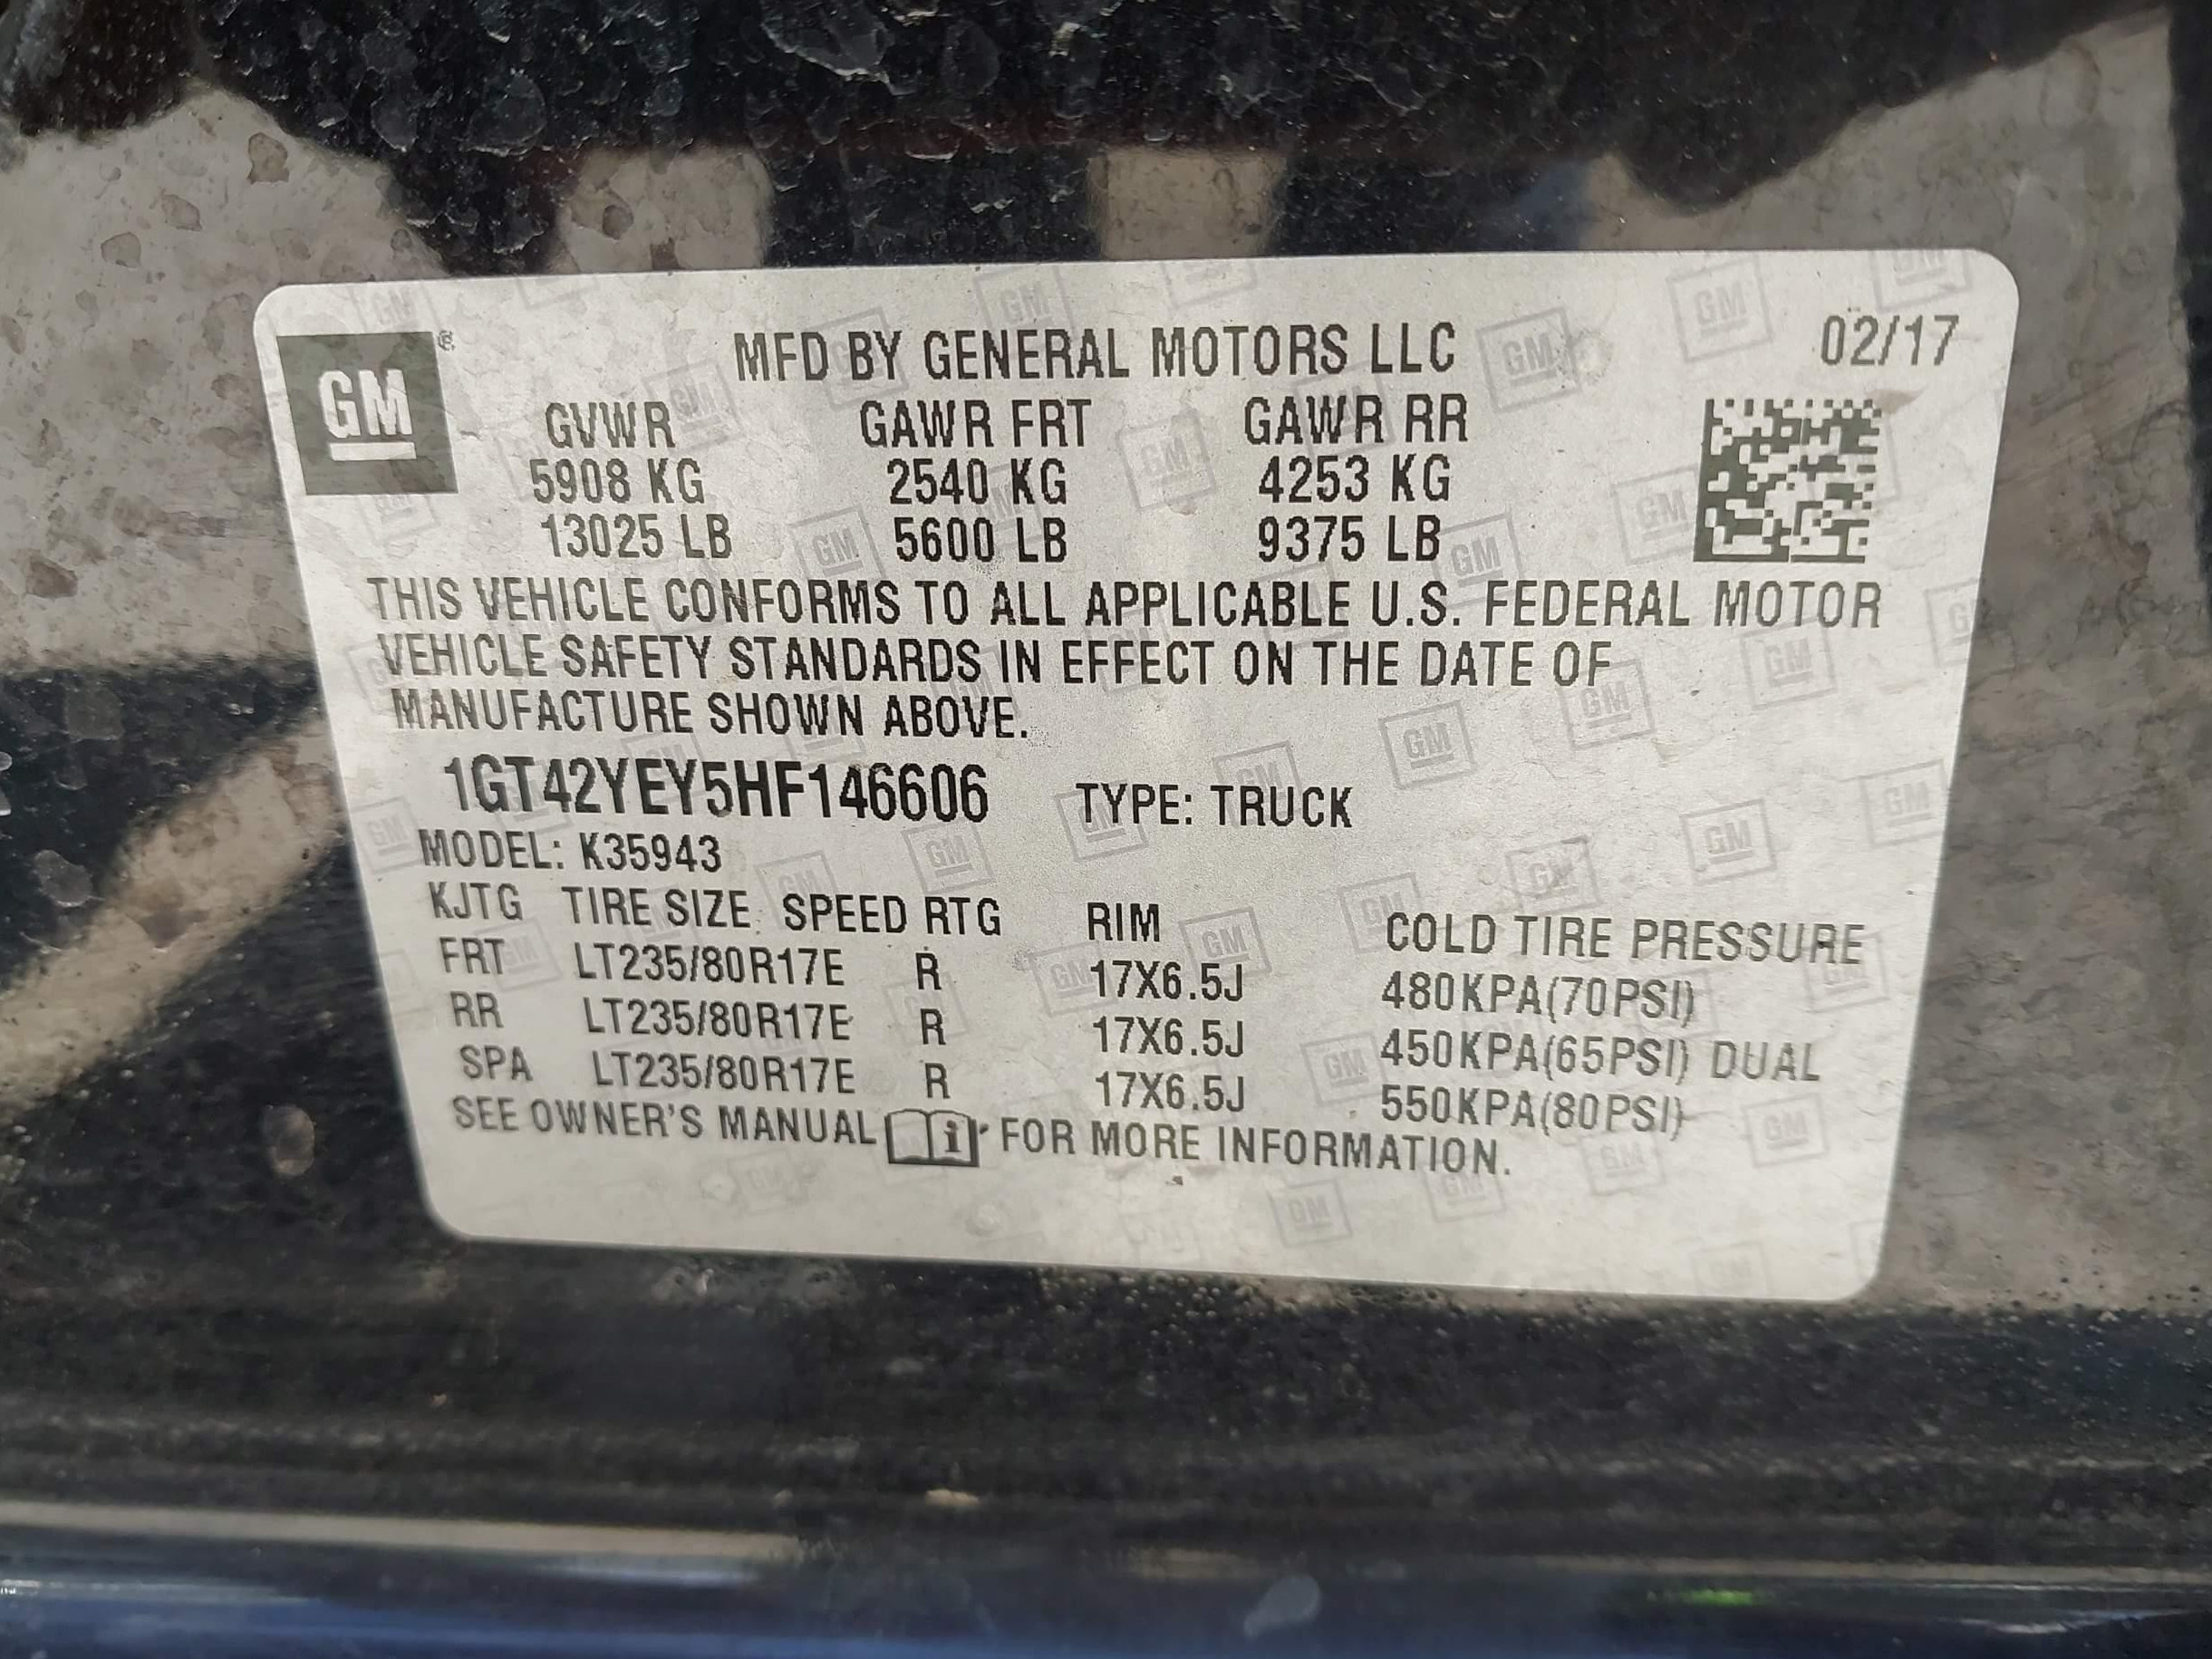 GM ®
MFD BY GENERAL MOTORS LLC 02/17
GVWR GAWR FRT GAWR RR
5908 KG 2540 KG 4253 KG
13025 LB 5600 LB 9375 LB
THIS VEHICLE CONFORMS TO ALL APPLICABLE U.S. FEDERAL MOTOR
VEHICLE SAFETY STANDARDS IN EFFECT ON THE DATE OF
MANUFACTURE SHOWN ABOVE.
1GT42YEY5HF146606 TYPE: TRUCK
MODEL: K35943
KJTG TIRE SIZE SPEED RTG RIM COLD TIRE PRESSURE
FRT LT235/80R17E R 17X6.5J 480KPA(70PSI)
RR LT235/80R17E R 17X6.5J 450KPA(65PSI) DUAL
SPA LT235/80R17E R 17X6.5J 550KPA(80PSI)
SEE OWNER'S MANUAL FOR MORE INFORMATION.